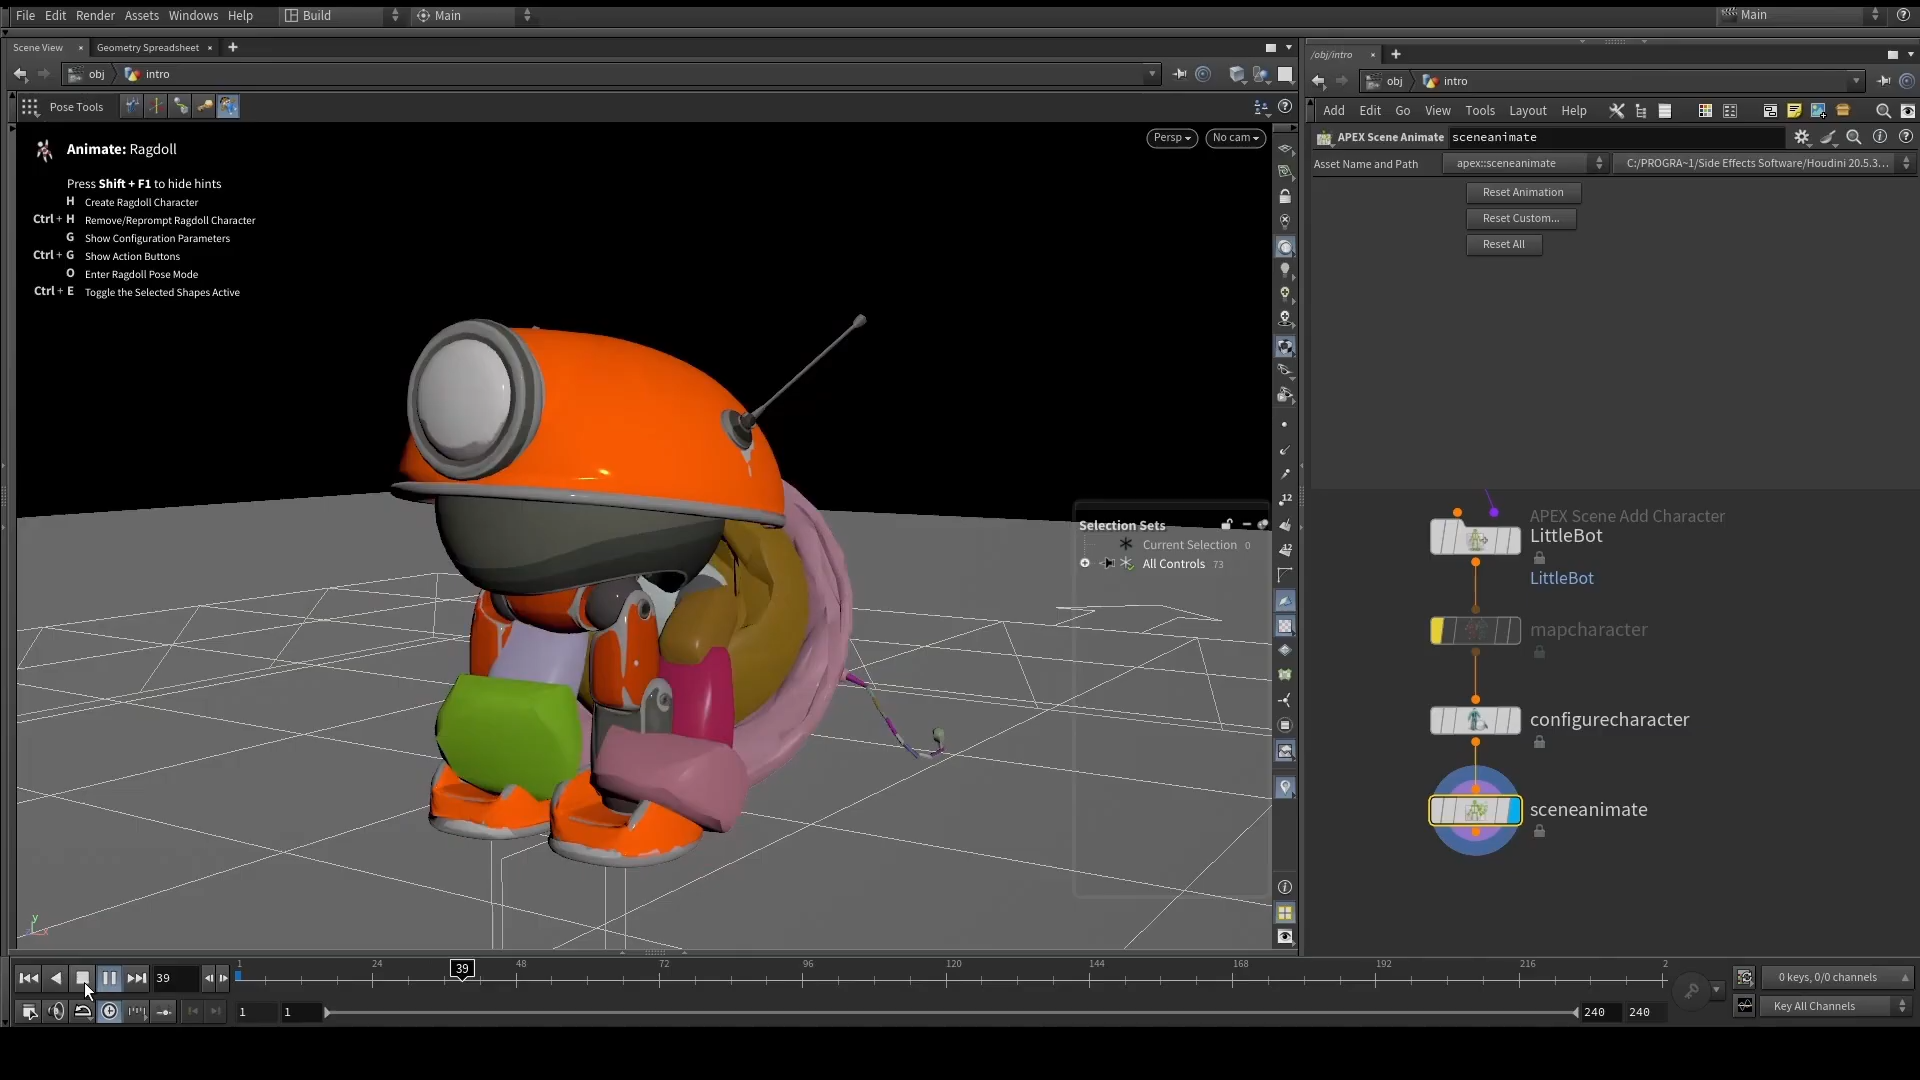 File Edit Render Assets Windows Help Build Main Main
Scene View Geometry Spreadsheet
obj intro
Pose Tools
Persp No cam
Animate: Ragdoll
Press Shift + F1 to hide hints
H Create Ragdoll Character
Ctrl + H Remove/Reprompt Ragdoll Character
G Show Configuration Parameters
Ctrl + G Show Action Buttons
O Enter Ragdoll Pose Mode
Ctrl + E Toggle the Selected Shapes Active
Selection Sets
Current Selection 0
All Controls 73
12
12
y
39 1 24 39 48 72 96 120 144 168 192 216 2
1 1 240 240
0 keys, 0/0 channels
Key All Channels
/obj/intro
obj intro
Add Edit Go View Tools Layout Help
APEX Scene Animate sceneanimate
Asset Name and Path apex::sceneanimate C:/PROGRA~1/Side Effects Software/Houdini 20.5.3...
Reset Animation
Reset Custom...
Reset All
APEX Scene Add Character
LittleBot
LittleBot
mapcharacter
configurecharacter
sceneanimate